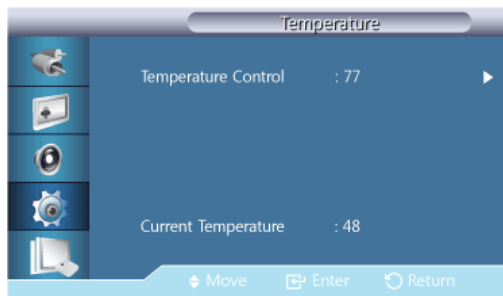 Temperature
Temperature Control : 77
Current Temperature : 48
Move Enter Return